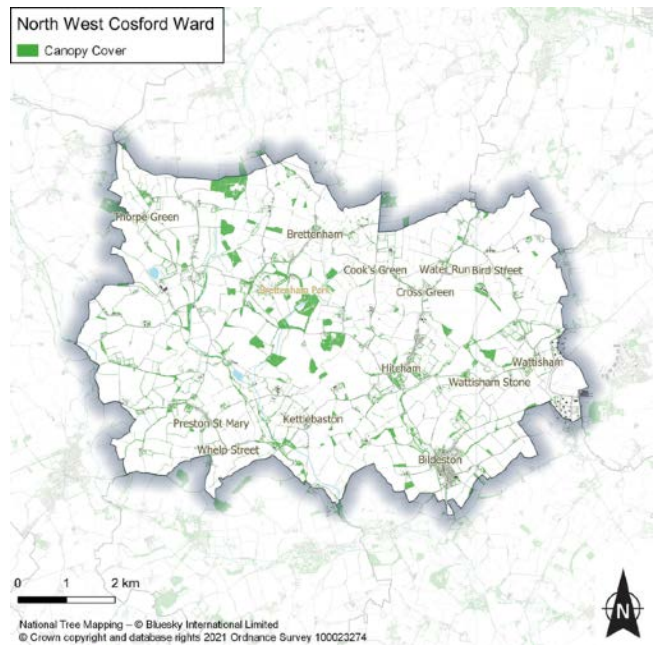 North West Cosford Ward
Canopy Cover
Thorpe Green
Brettenham
Cook's Green
Water Run
Bird Street
Brettenham Park
Cross Green
Hitcham
Wattisham
Wattisham Stone
Preston St Mary
Kettlebaston
Whelp Street
Bildeston
0 1 2 km
N
National Tree Mapping – © Bluesky International Limited
© Crown copyright and database rights 2021 Ordnance Survey 100023274